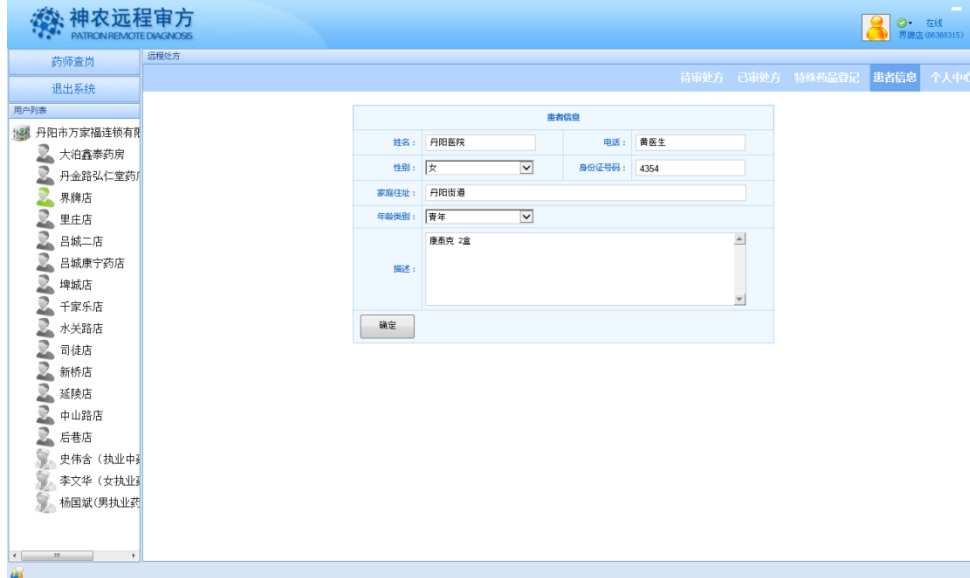 神农远程审方
PATRON REMOTE DIAGNOSIS
在线
界牌店(86368315)
药师查岗
退出系统
用户列表
远程处方
待审处方 已审处方 特殊药品登记 患者信息 个人中心
丹阳市万家福连锁有限
大泊鑫泰药房
丹金路弘仁堂药房
界牌店
里庄店
吕城二店
吕城康宁药店
埤城店
千家乐店
水关路店
司徒店
新桥店
延陵店
中山路店
后巷店
史伟含（执业中药
李文华（女执业药
杨国斌(男执业药
患者信息
姓名： 丹阳医院 电话： 黄医生
性别： 女 身份证号码： 4354
家庭住址： 丹阳街道
年龄类别： 青年
描述： 康泰克 2盒
确定